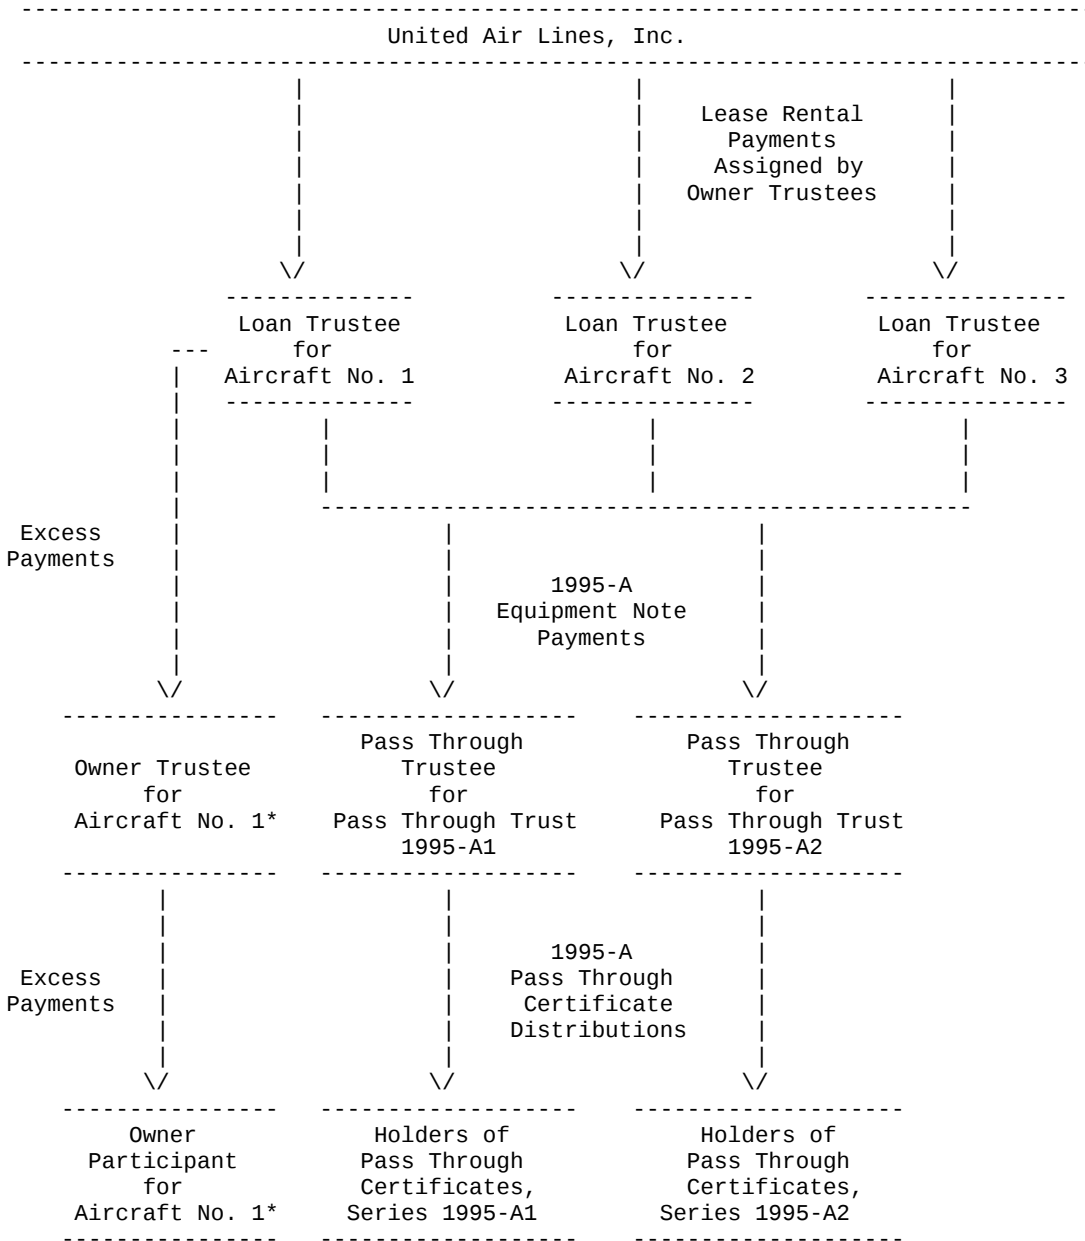 United Air Lines, Inc.
Lease Rental
Payments
Assigned by
Owner Trustees
Loan Trustee
for
Aircraft No. 1
Loan Trustee
for
Aircraft No. 2
Loan Trustee
for
Aircraft No. 3
Excess
Payments
1995-A
Equipment Note
Payments
Owner Trustee
for
Aircraft No. 1*
Pass Through
Trustee
for
Pass Through Trust
1995-A1
Pass Through
Trustee
for
Pass Through Trust
1995-A2
Excess
Payments
1995-A
Pass Through
Certificate
Distributions
Owner
Participant
for
Aircraft No. 1*
Holders of
Pass Through
Certificates,
Series 1995-A1
Holders of
Pass Through
Certificates,
Series 1995-A2